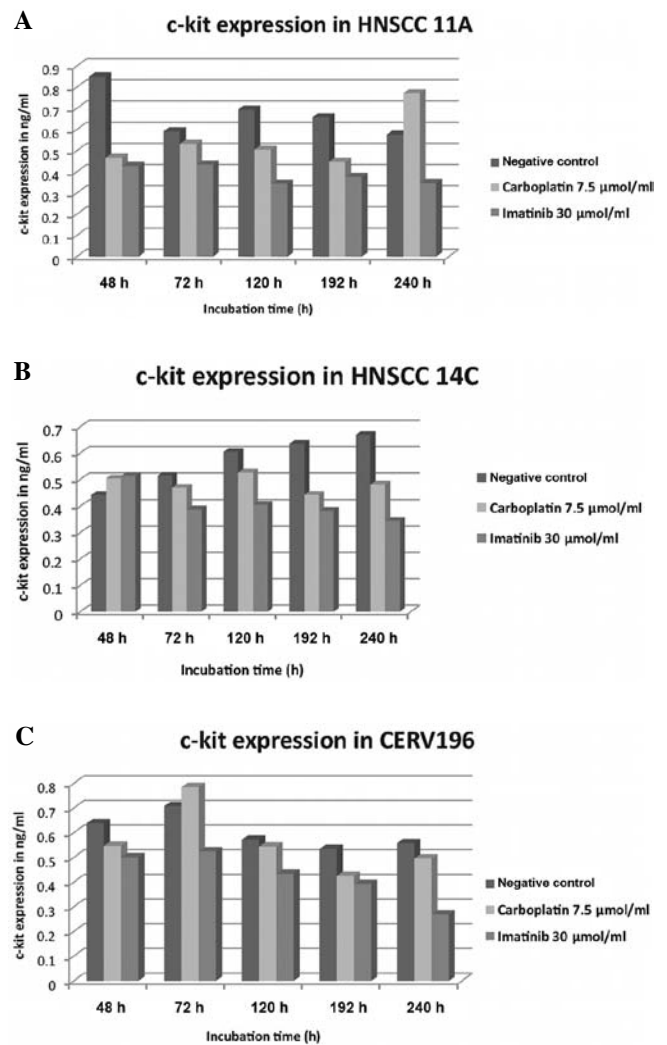 A
c-kit expression in HNSCC 11A
c-kit expression in ng/ml
0.9
0.8
0.7
0.6
0.5
0.4
0.3
0.2
0.1
0
48 h 72 h 120 h 192 h 240 h
Incubation time (h)
Negative control
Carboplatin 7.5 µmol/ml
Imatinib 30 µmol/ml
B
c-kit expression in HNSCC 14C
c-kit expression in ng/ml
0.7
0.6
0.5
0.4
0.3
0.2
0.1
0
48 h 72 h 120 h 192 h 240 h
Incubation time (h)
Negative control
Carboplatin 7.5 µmol/ml
Imatinib 30 µmol/ml
C
c-kit expression in CERV196
c-kit expression in ng/ml
0.8
0.7
0.6
0.5
0.4
0.3
0.2
0.1
0
48 h 72 h 120 h 192 h 240 h
Incubation time (h)
Negative control
Carboplatin 7.5 µmol/ml
Imatinib 30 µmol/ml